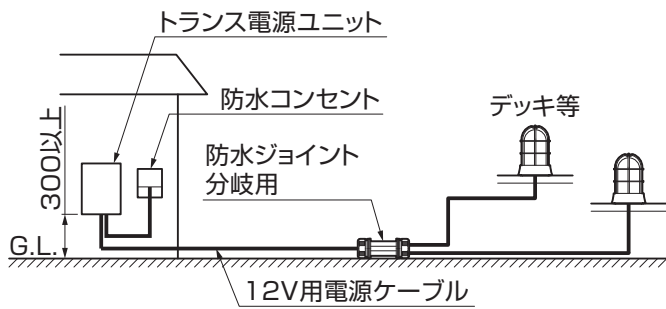 トランス電源ユニット
防水コンセント
デッキ等
防水ジョイント
分岐用
300以上
G.L.
12V用電源ケーブル